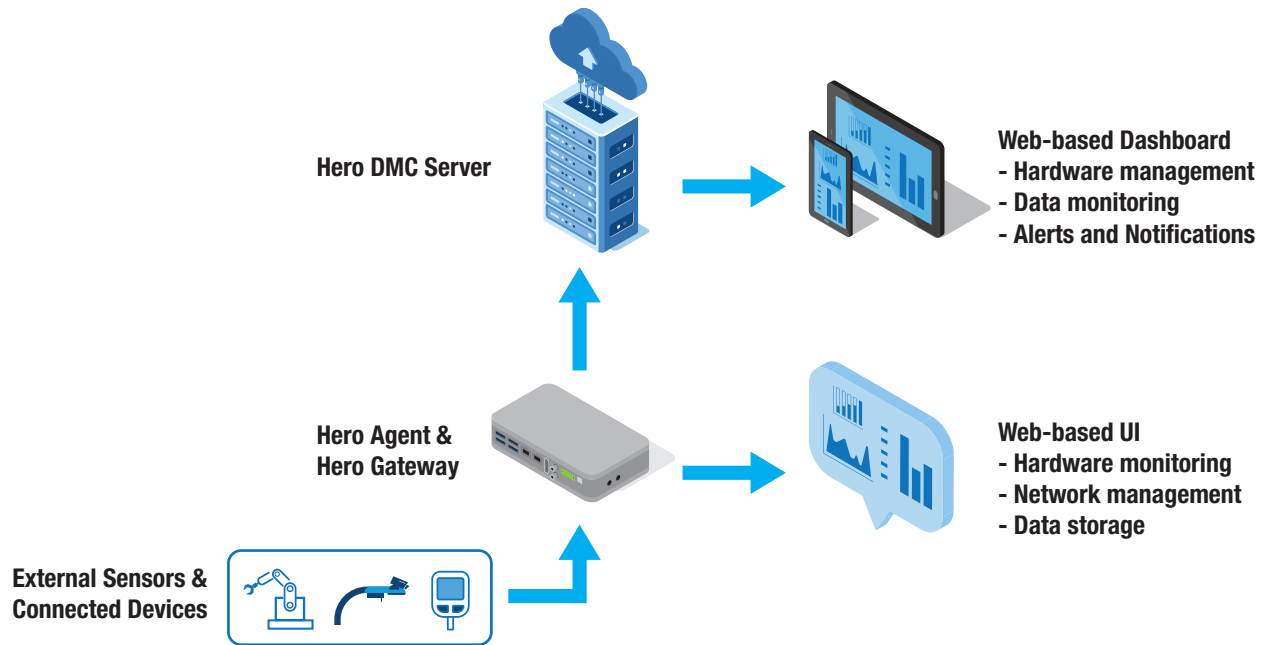 Hero DMC Server
Web-based Dashboard
- Hardware management
- Data monitoring
- Alerts and Notifications
Hero Agent &
Hero Gateway
Web-based UI
- Hardware monitoring
- Network management
- Data storage
External Sensors &
Connected Devices